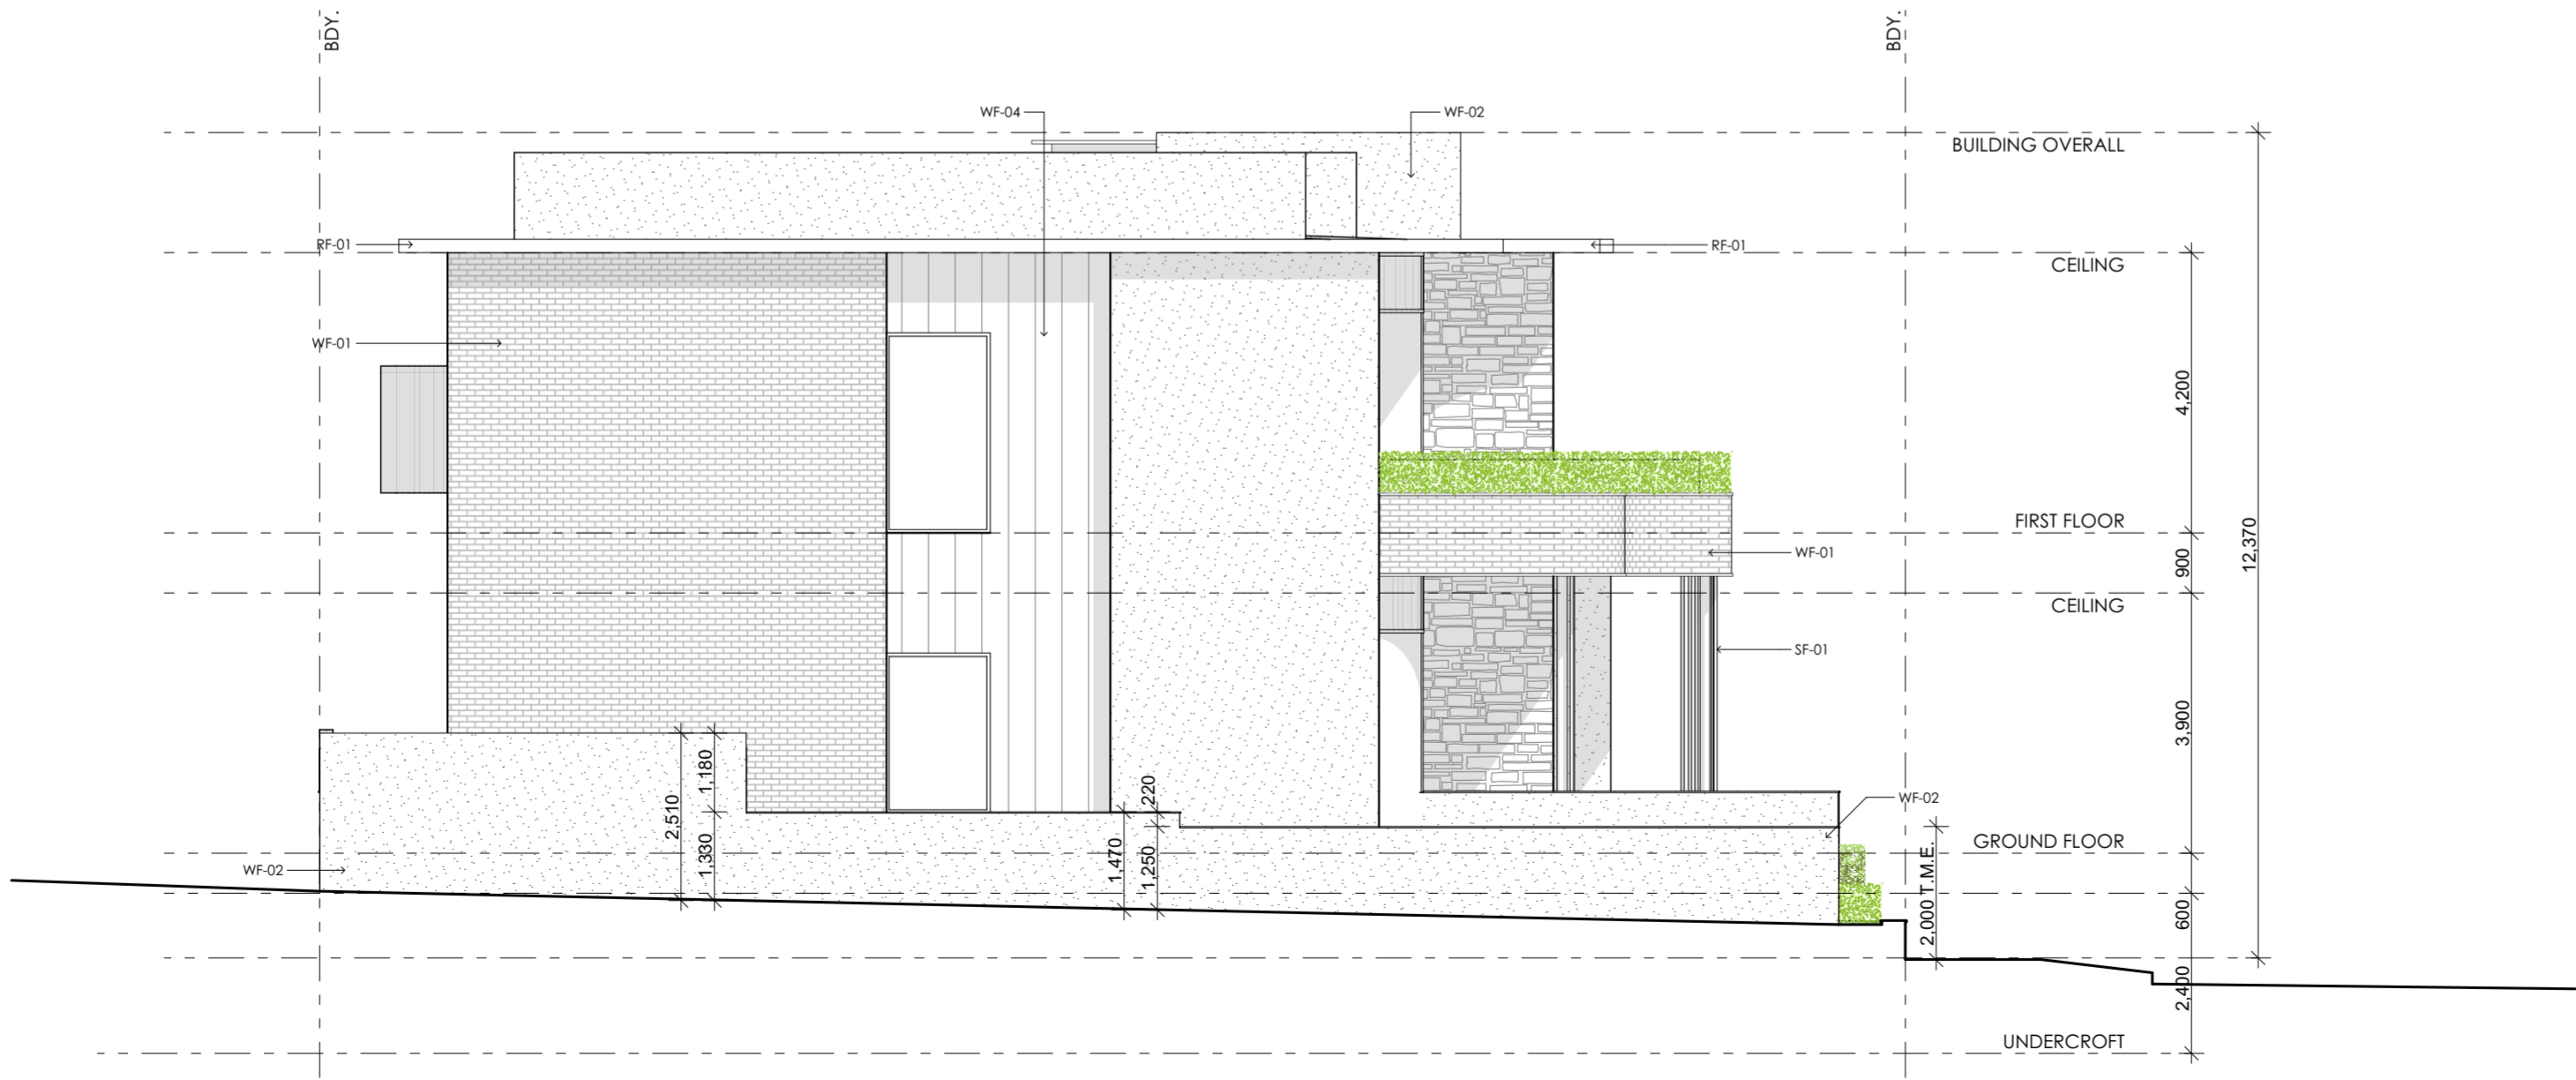 BDY.
BDY.
WF-04
WF-02
BUILDING OVERALL
RF-01
RF-01
CEILING
WF-01
4,200
FIRST FLOOR
12,370
WF-01
900
CEILING
SF-01
3,900
1,180
2,510
1,330
220
1,470
1,250
WF-02
2,000 T.M.E.
GROUND FLOOR
WF-02
600
2,400
UNDERCROFT